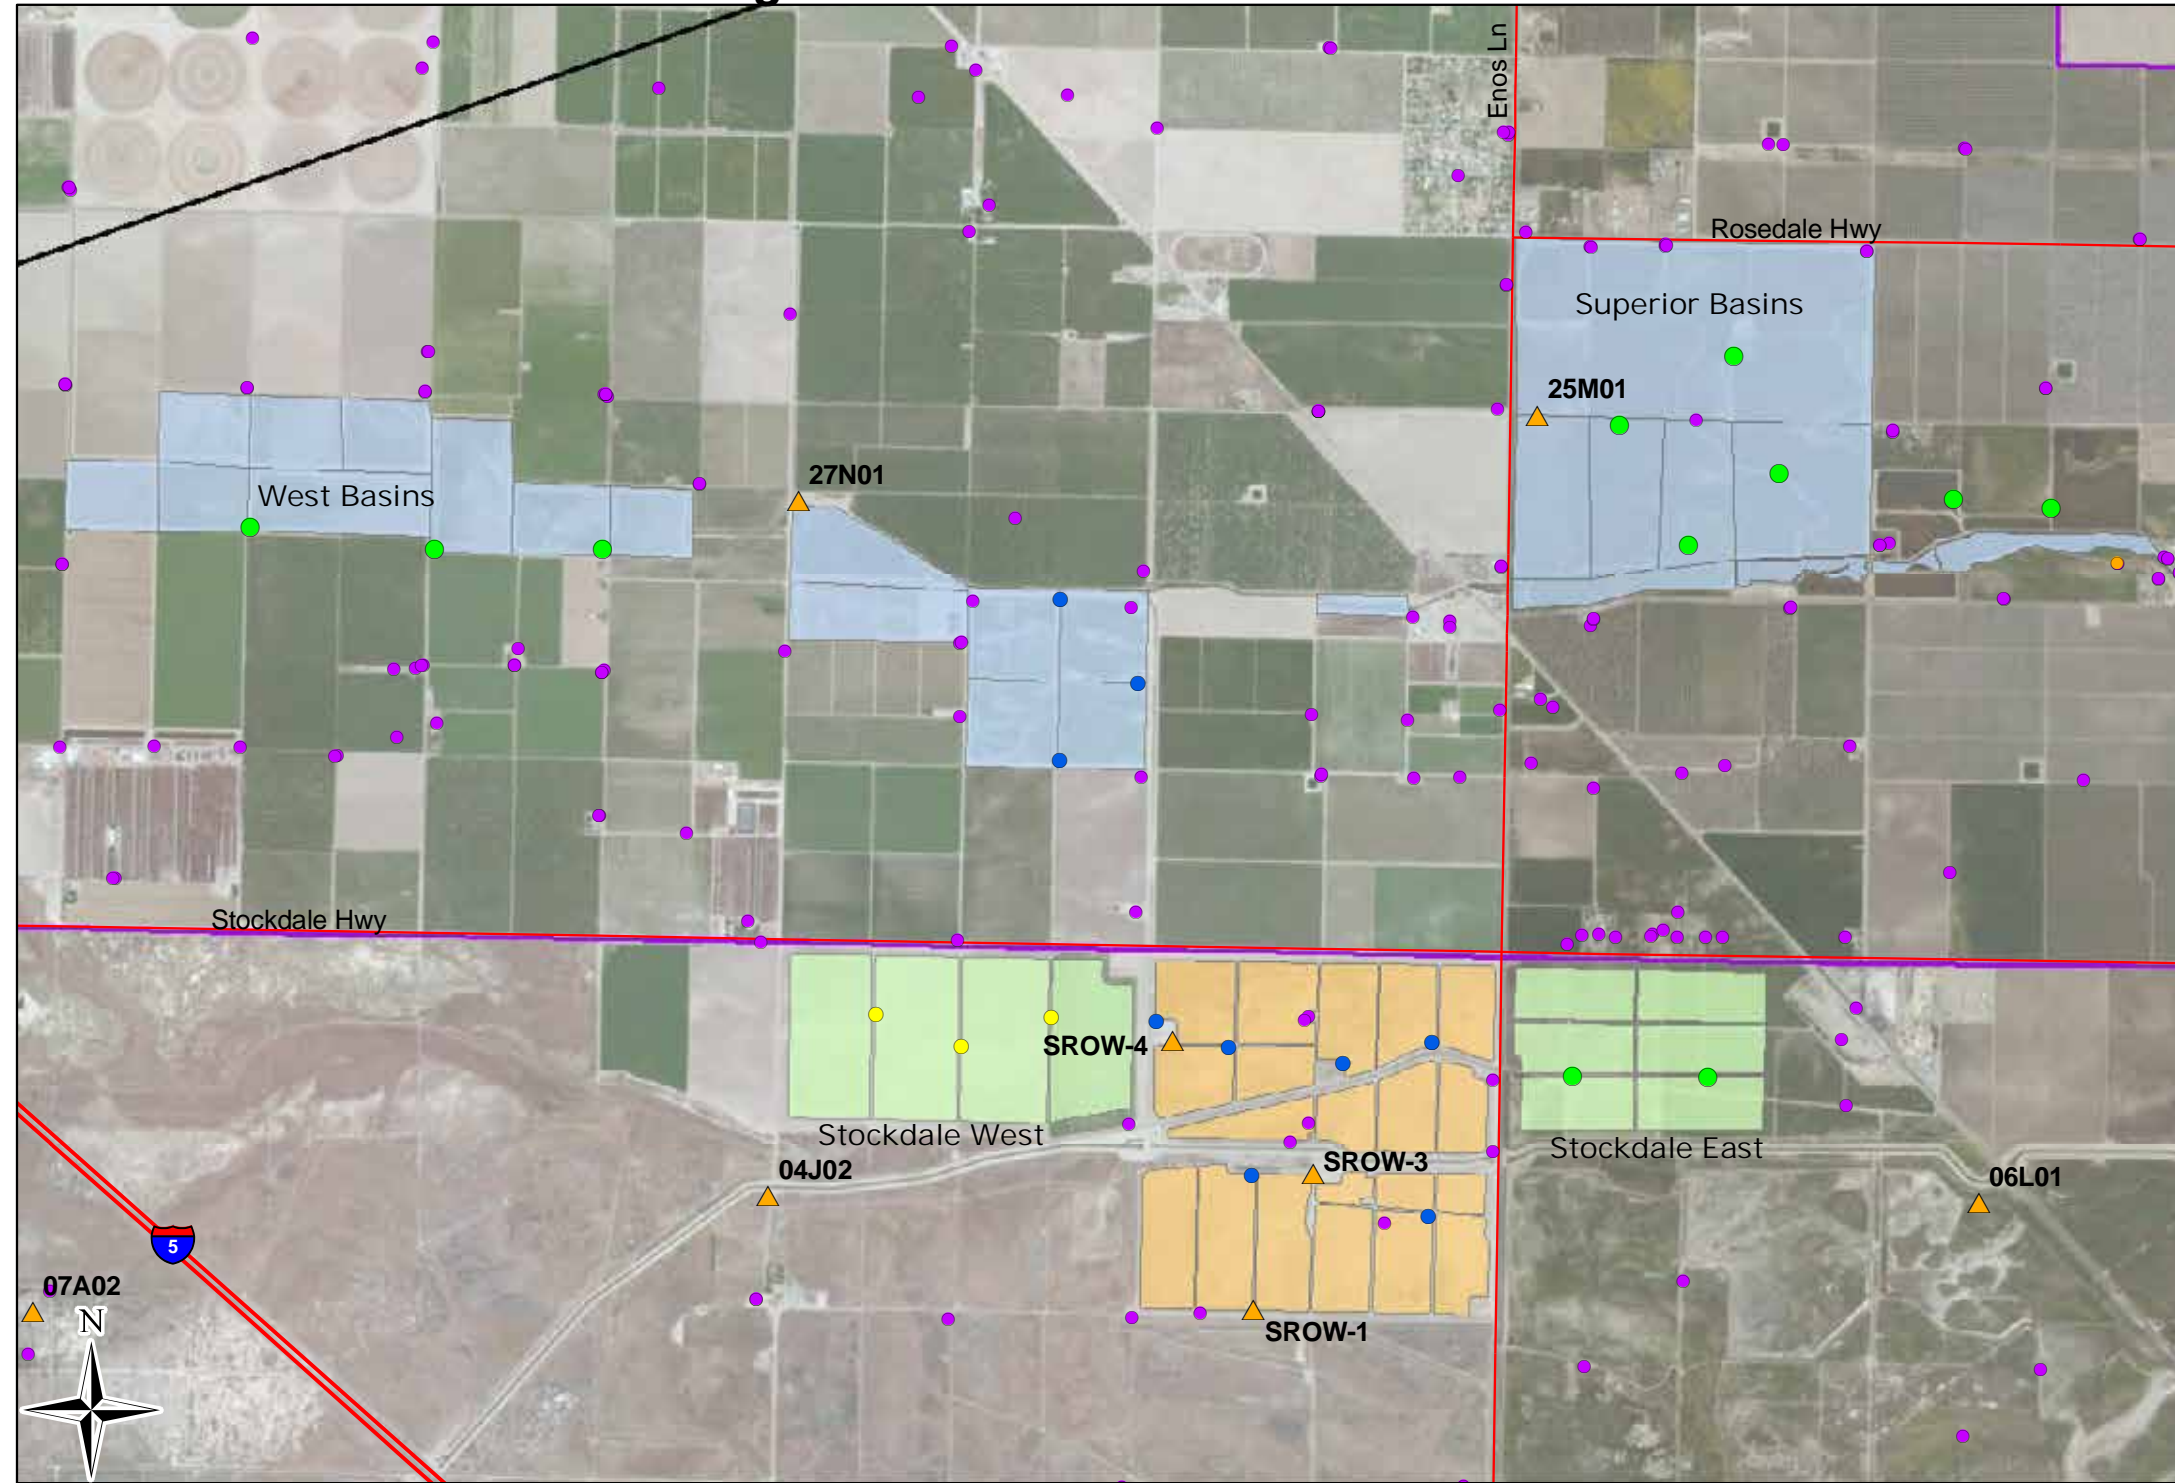 Enos Ln
Rosedale Hwy
Superior Basins
25M01
27N01
West Basins
Stockdale Hwy
SROW-4
Stockdale West
SROW-3
Stockdale East
04J02
06L01
5
07A02
N
SROW-1